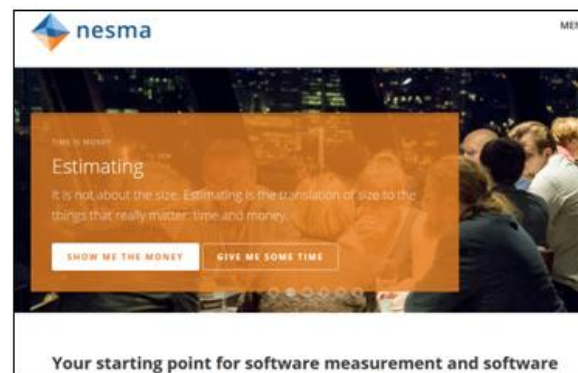 nesma
MEN
TIME IS MONEY
Estimating
It is not about the size. Estimating is the translation of size to the
things that really matter: time and money.
SHOW ME THE MONEY
GIVE ME SOME TIME
Your starting point for software measurement and software